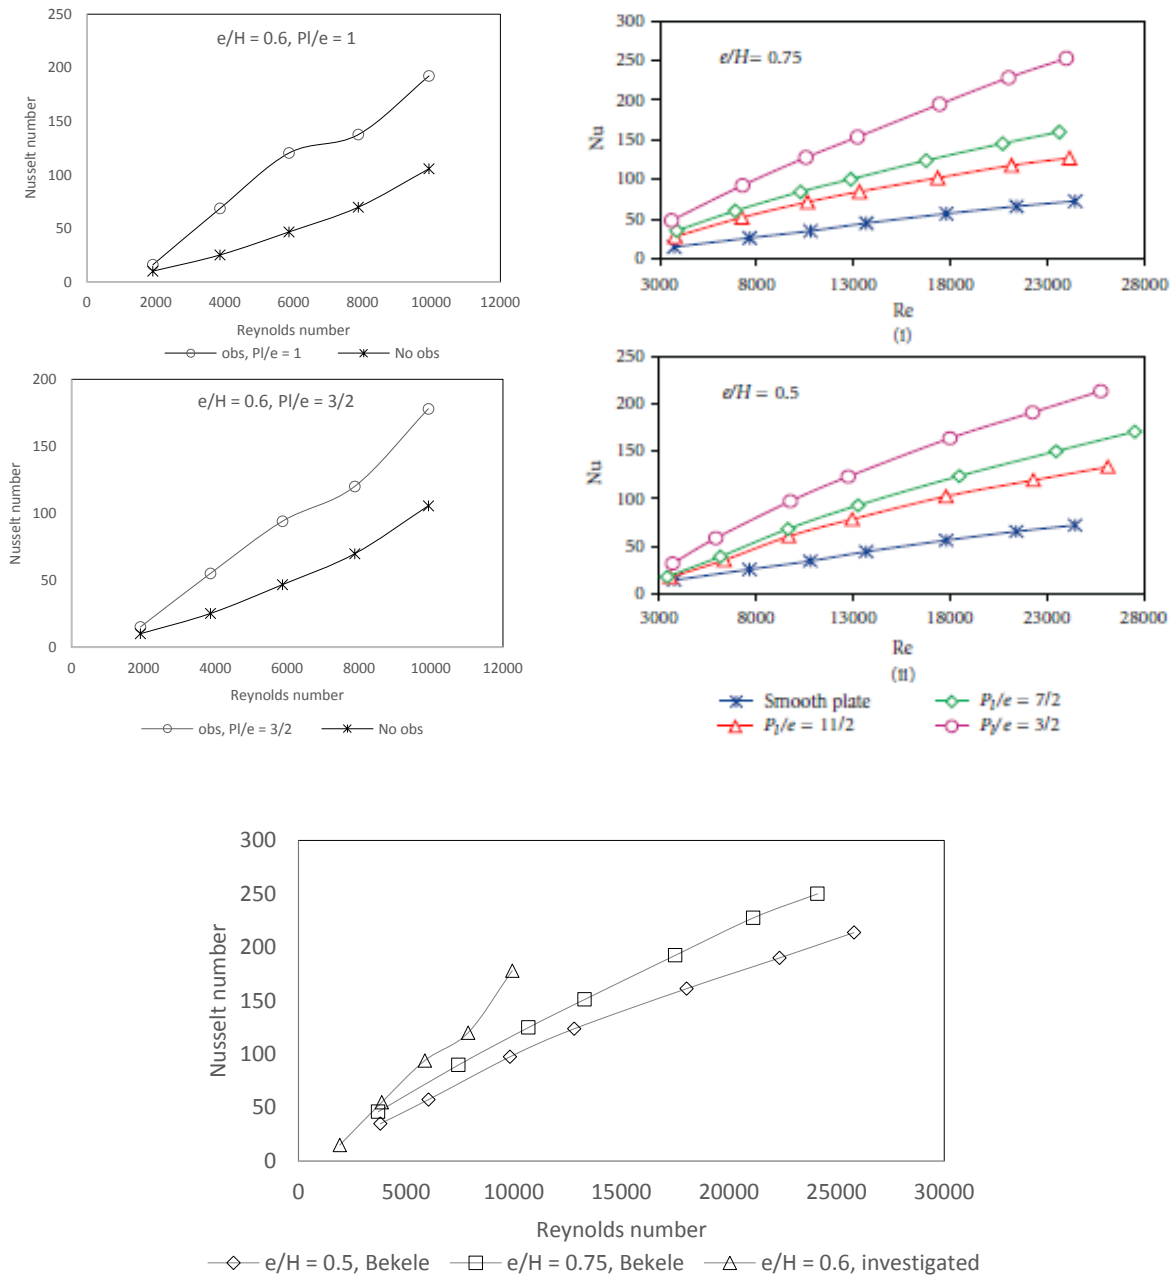 250
200
150
100
50
0
Nusselt number
e/H = 0.6, Pl/e = 1
0 2000 4000 6000 8000 10000 12000
Reynolds number
obs, Pl/e = 1 No obs
200
150
100
50
0
Nusselt number
e/H = 0.6, Pl/e = 3/2
0 2000 4000 6000 8000 10000 12000
Reynolds number
obs, Pl/e = 3/2 No obs
300
250
200
150
100
50
0
Nu
e/H = 0.75
3000 8000 13000 18000 23000 28000
Re
(i)
250
200
150
100
50
0
Nu
e/H = 0.5
3000 8000 13000 18000 23000 28000
Re
(ii)
Smooth plate Pl/e = 7/2
Pl/e = 11/2 Pl/e = 3/2
300
250
200
150
100
50
0
Nusselt number
0 5000 10000 15000 20000 25000 30000
Reynolds number
e/H = 0.5, Bekele e/H = 0.75, Bekele e/H = 0.6, investigated